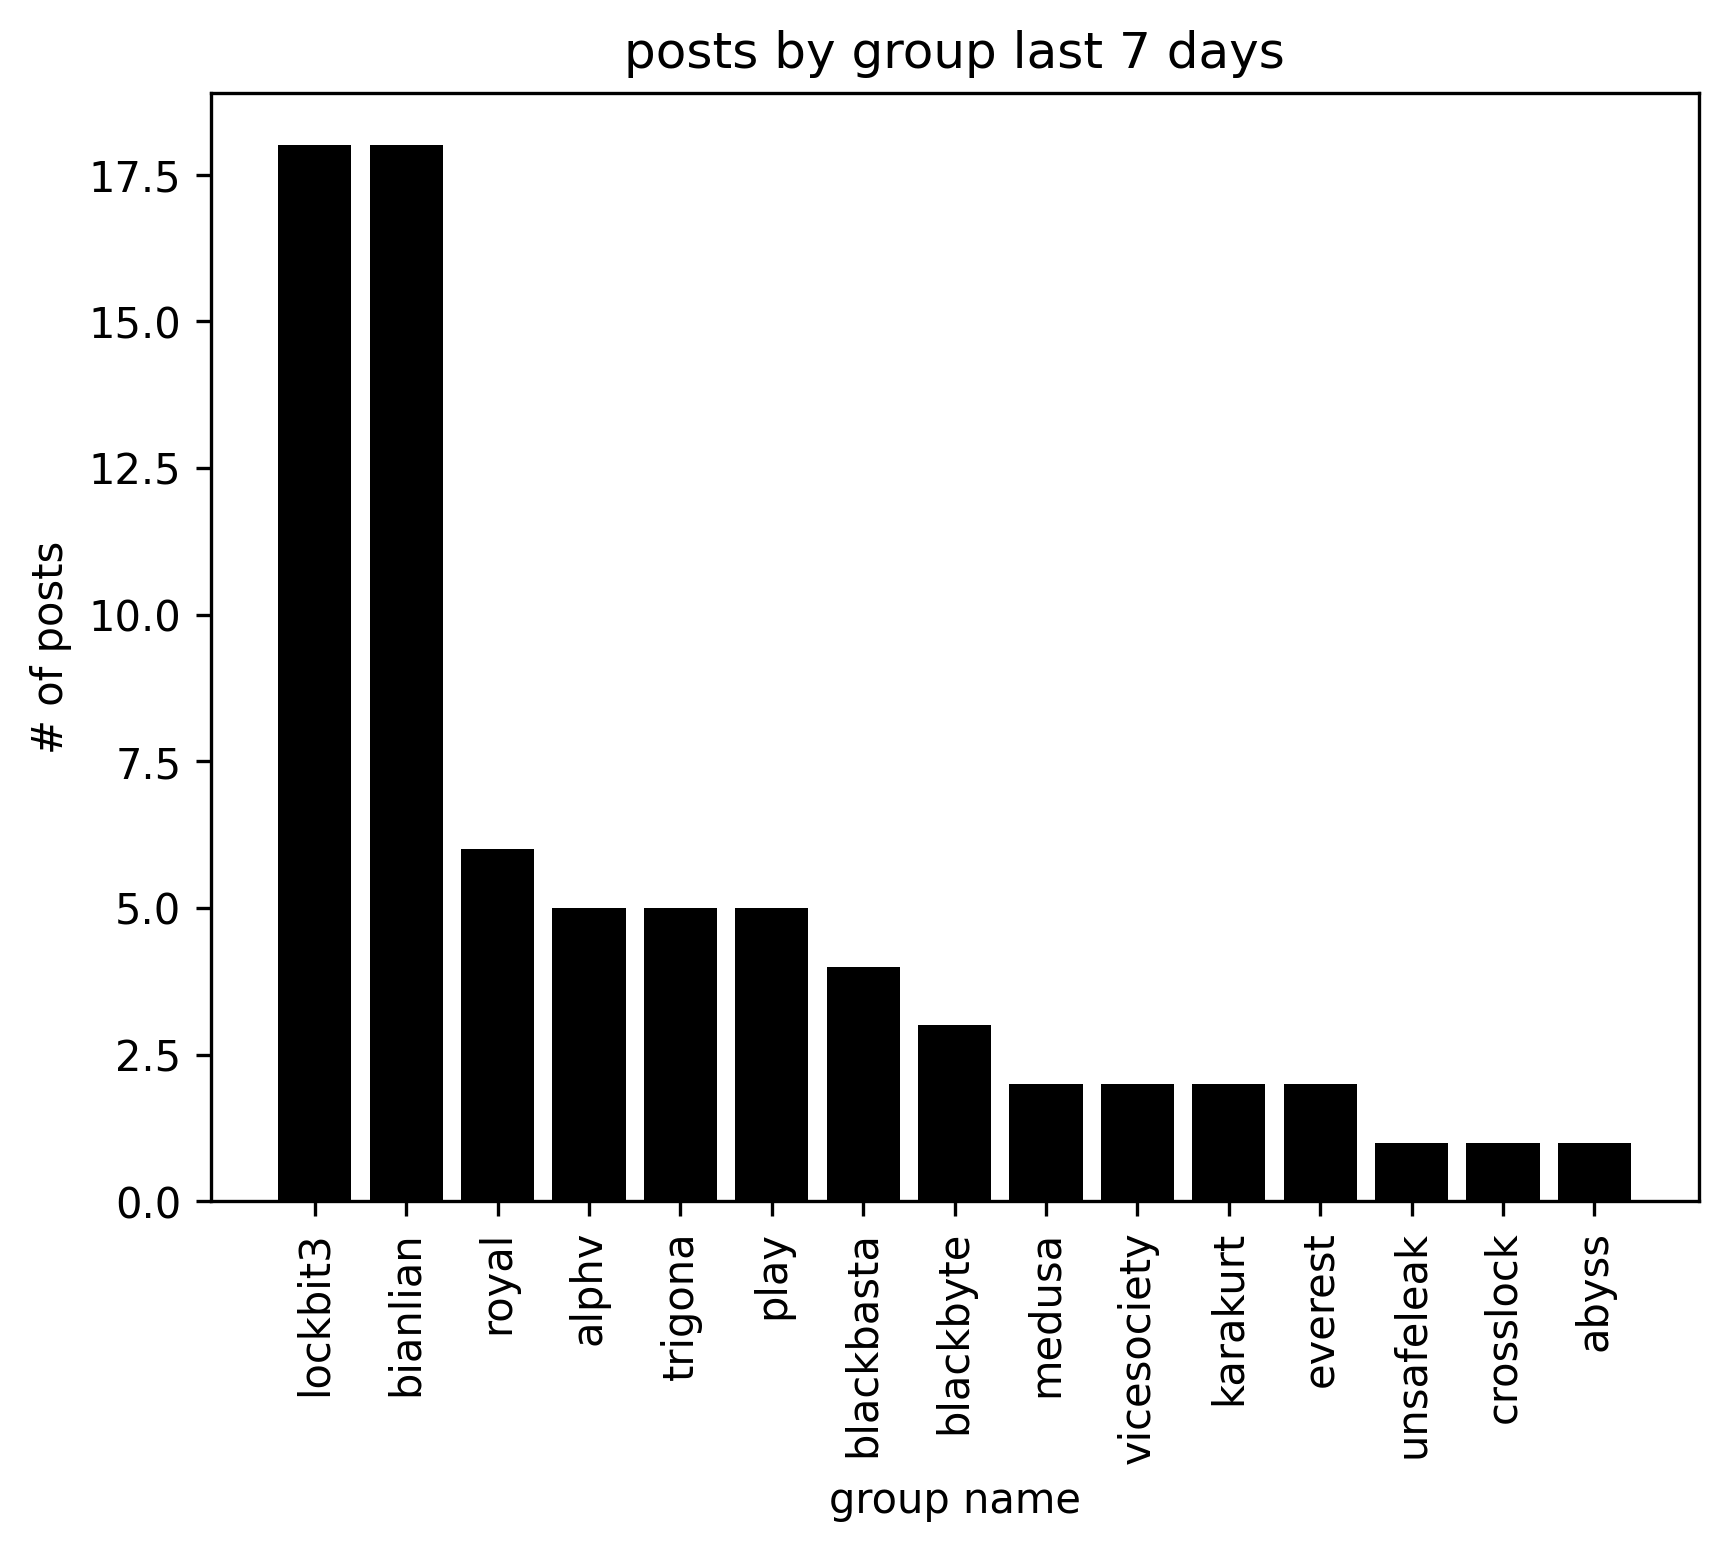 posts by group last 7 days
# of posts
17.5
15.0
12.5
10.0
7.5
5.0
2.5
0.0
lockbit3
bianlian
royal
alphv
trigona
play
blackbasta
blackbyte
medusa
vicesociety
karakurt
everest
unsafeleak
crosslock
abyss
group name